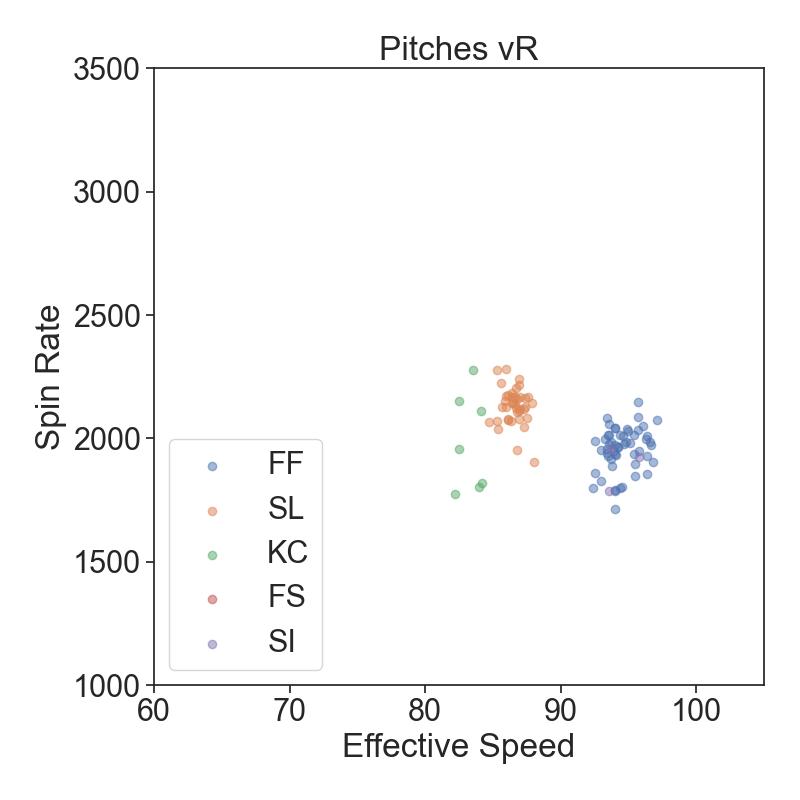 Pitches vR
3500
3000
2500
2000
1500
1000
Spin Rate
FF
SL
KC
FS
SI
60 70 80 90 100
Effective Speed